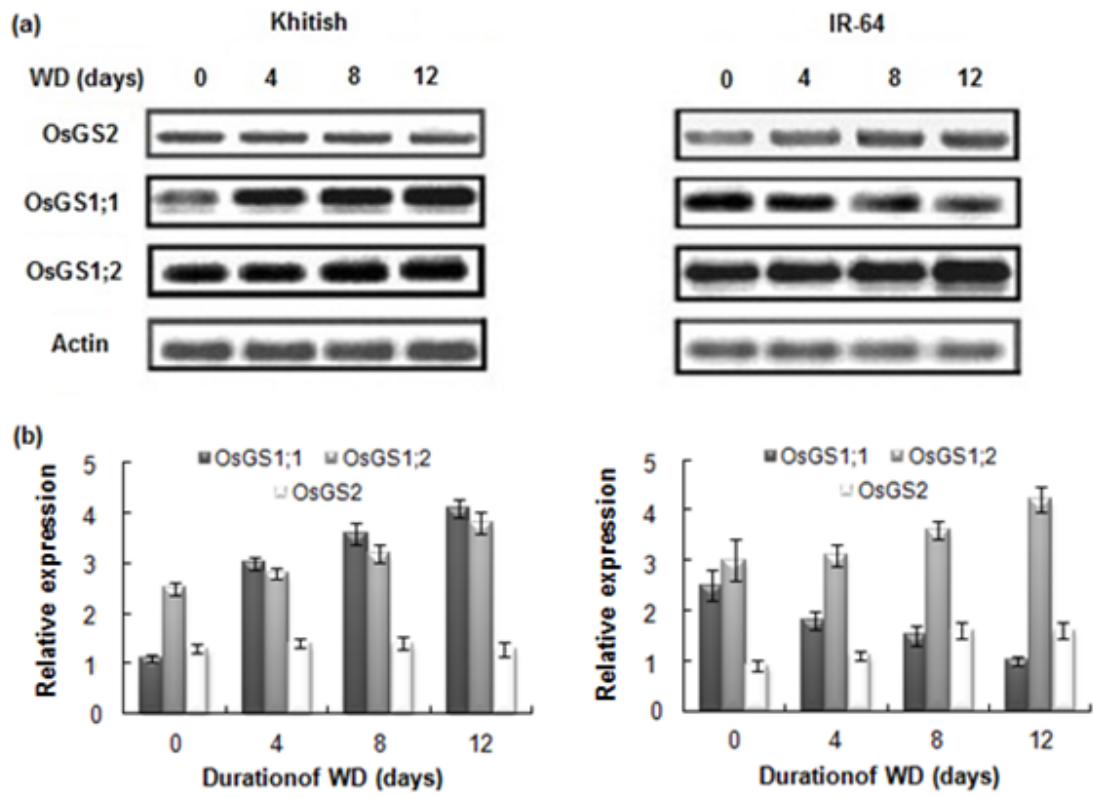 (a) Khitish IR-64
WD (days) 0 4 8 12 0 4 8 12
OsGS2
OsGS1;1
OsGS1;2
Actin
(b)
OsGS1;1 OsGS1;2
OsGS2
Relative expression
5
4
3
2
1
0
0 4 8 12
Durationof WD (days)
OsGS1;1 OsGS1;2
OsGS2
Relative expression
5
4
3
2
1
0
0 4 8 12
Durationof WD (days)